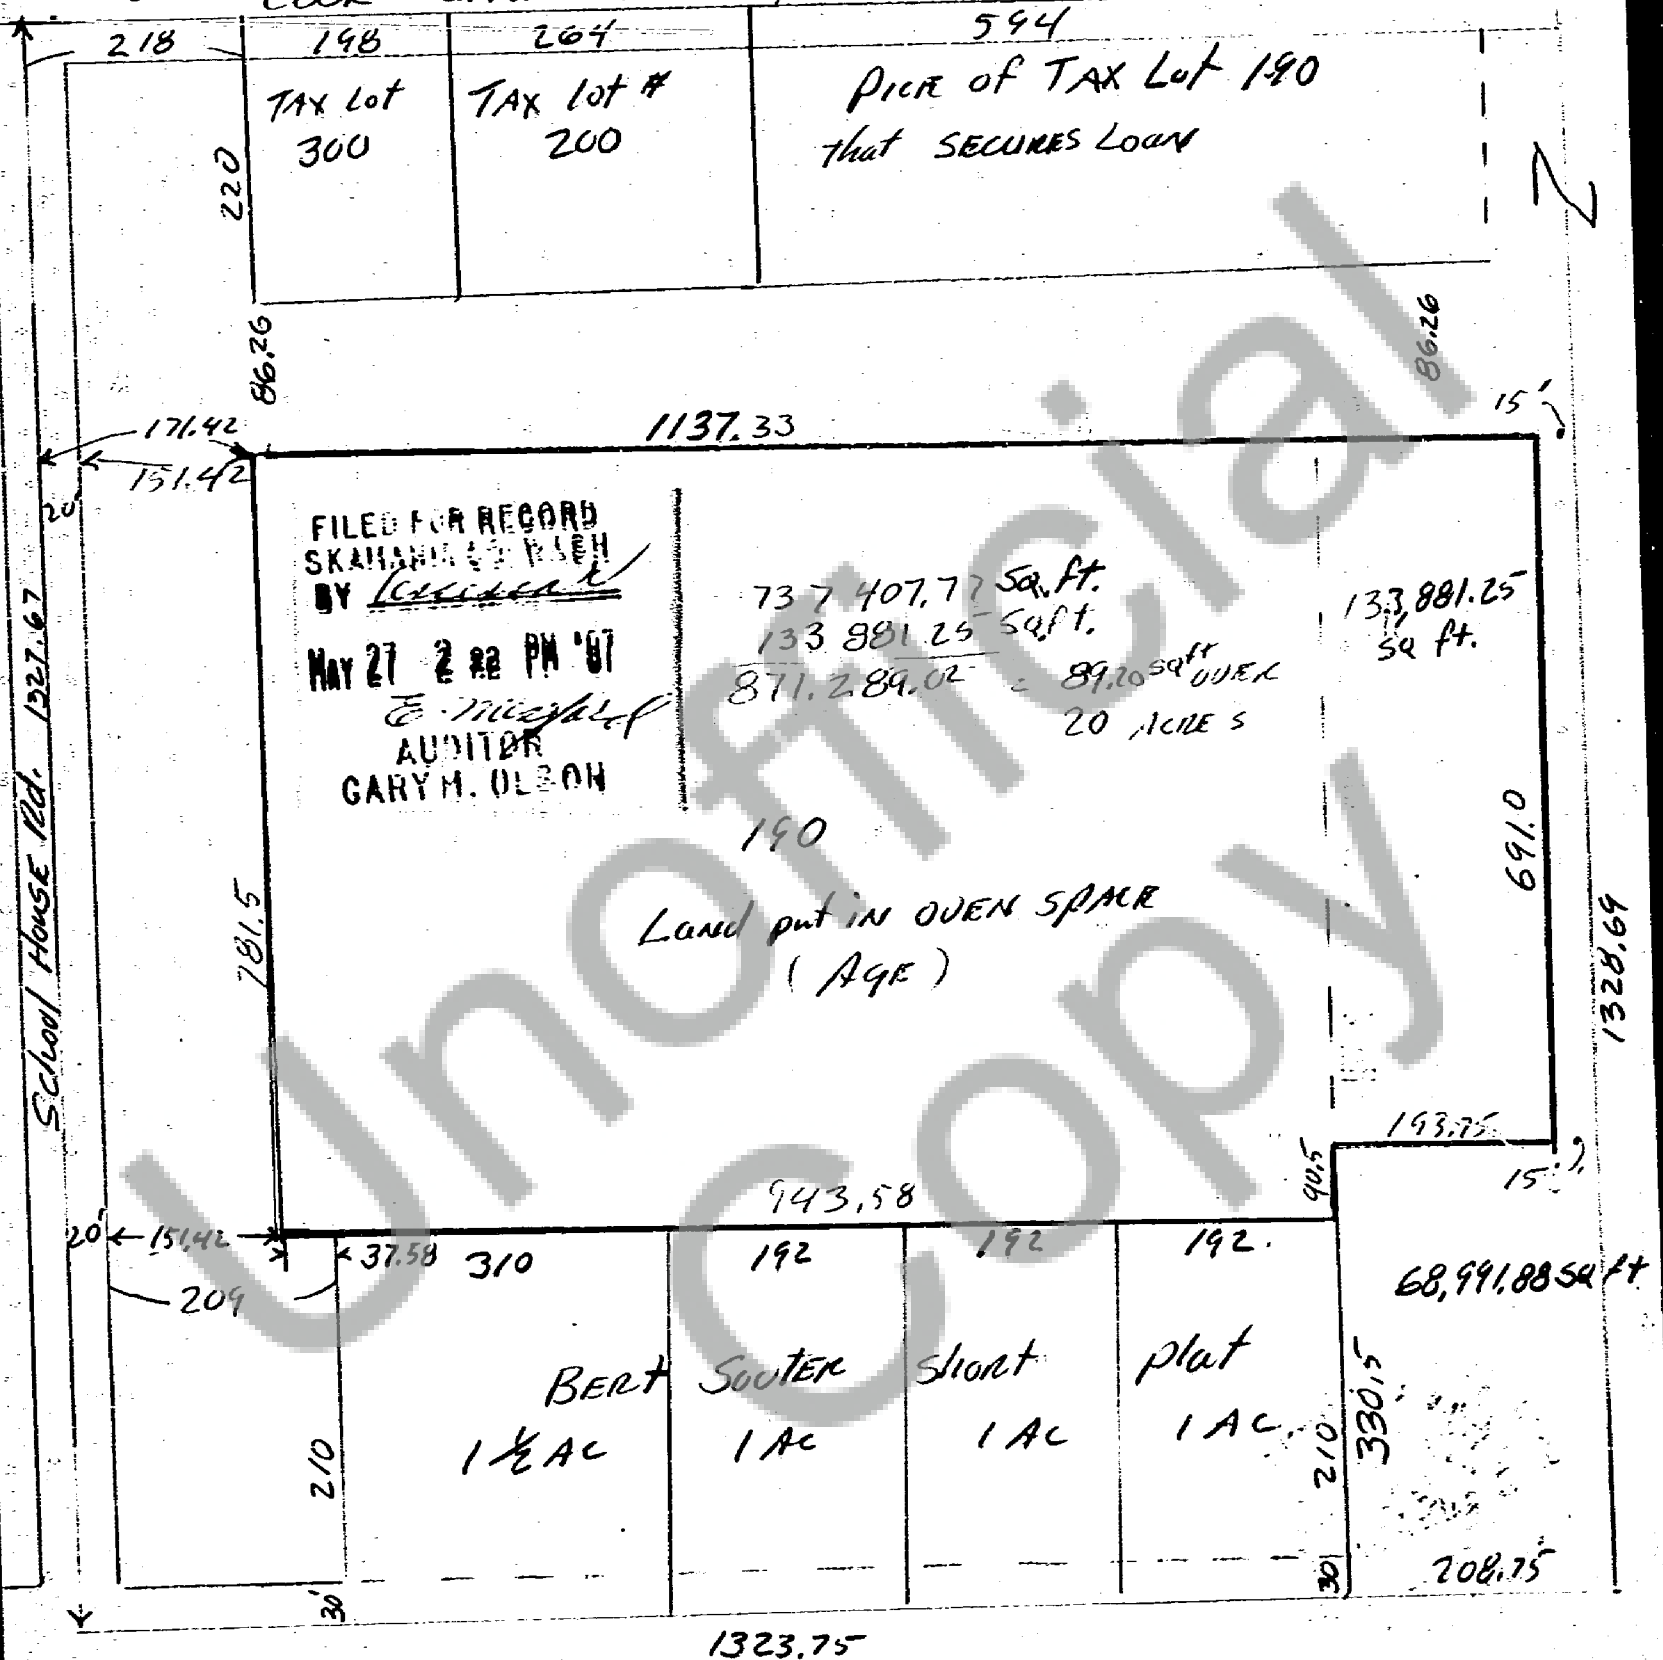 218
198
264
594
TAX Lot
300
TAX lot #
200
PICE of TAX Lot 190
that SECURES LOAN
220
86.26
86.26
15'
1137.33
171.42
151.42
20'
FILED FOR RECORD
BY
MAY 27 2 22 PM '87
AUDITOR
GARY M. OLSON
737 407.77 Sq. ft.
133 881.25 Sqft.
871.289.02 = 89.20 sqft OVER
20 ACRES
133,881.25
sq ft.
School House Rd. 1327.67
190
Land put in OVEN SPACE
(AGE)
781.5
691.0
1328.69
193.75
15'
90.5
943.58
20'
151.42
37.58
310
192
192
192.
209
68,991.88 sq ft
BERT SOUTER Short plat
1 ½ AC
1 AC
1 AC
1 AC.
210
210
330.5
30'
30
208.75
1323.75
Unofficial
Copy